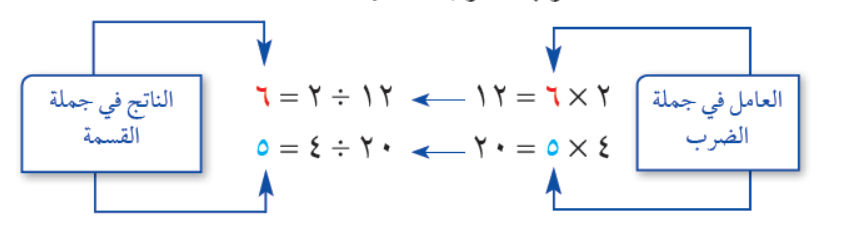 العامل في جملة
الضرب
٢ × ٦ = ١٢ ← ١٢ ÷ ٢ = ٦
٤ × ٥ = ٢٠ ← ٢٠ ÷ ٤ = ٥
الناتج في جملة
القسمة